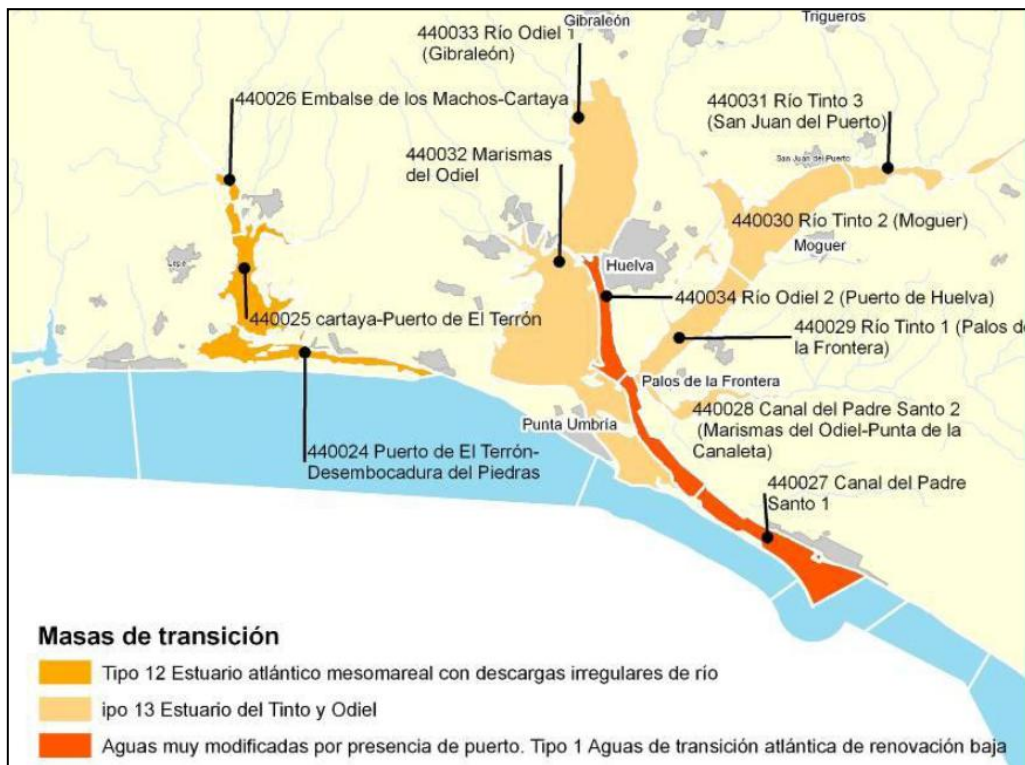 Gibraleón
Trigueros
440033 Río Odiel 1
(Gibraleón)
440026 Embalse de los Machos-Cartaya
440031 Río Tinto 3
(San Juan del Puerto)
440032 Marismas
del Odiel
San Juan del Puerto
440030 Río Tinto 2 (Moguer)
Moguer
Lepe
Huelva
440034 Río Odiel 2 (Puerto de Huelva)
440025 cartaya-Puerto de El Terrón
440029 Río Tinto 1 (Palos de
la Frontera)
Palos de la Frontera
440028 Canal del Padre Santo 2
(Marismas del Odiel-Punta de la
Canaleta)
Punta Umbría
440024 Puerto de El Terrón-
Desembocadura del Piedras
440027 Canal del Padre
Santo 1
Masas de transición
Tipo 12 Estuario atlántico mesomareal con descargas irregulares de río
ipo 13 Estuario del Tinto y Odiel
Aguas muy modificadas por presencia de puerto. Tipo 1 Aguas de transición atlántica de renovación baja